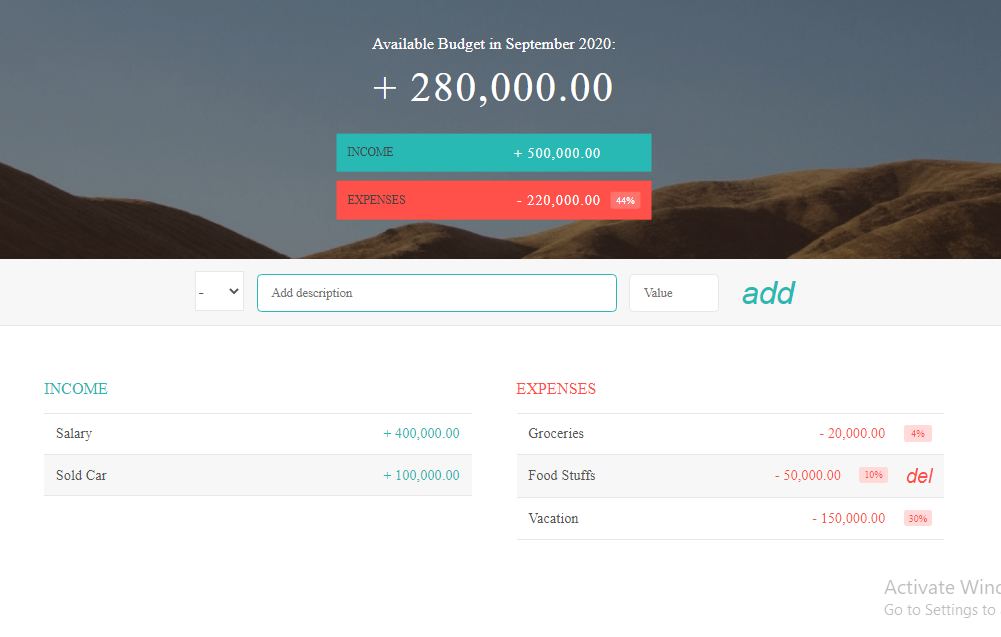 Available Budget in September 2020:
+ 280,000.00
INCOME + 500,000.00
EXPENSES - 220,000.00 44%
- Add description Value add
INCOME
Salary + 400,000.00
Sold Car + 100,000.00
EXPENSES
Groceries - 20,000.00 4%
Food Stuffs - 50,000.00 10% del
Vacation - 150,000.00 30%
Activate Winc
Go to Settings to